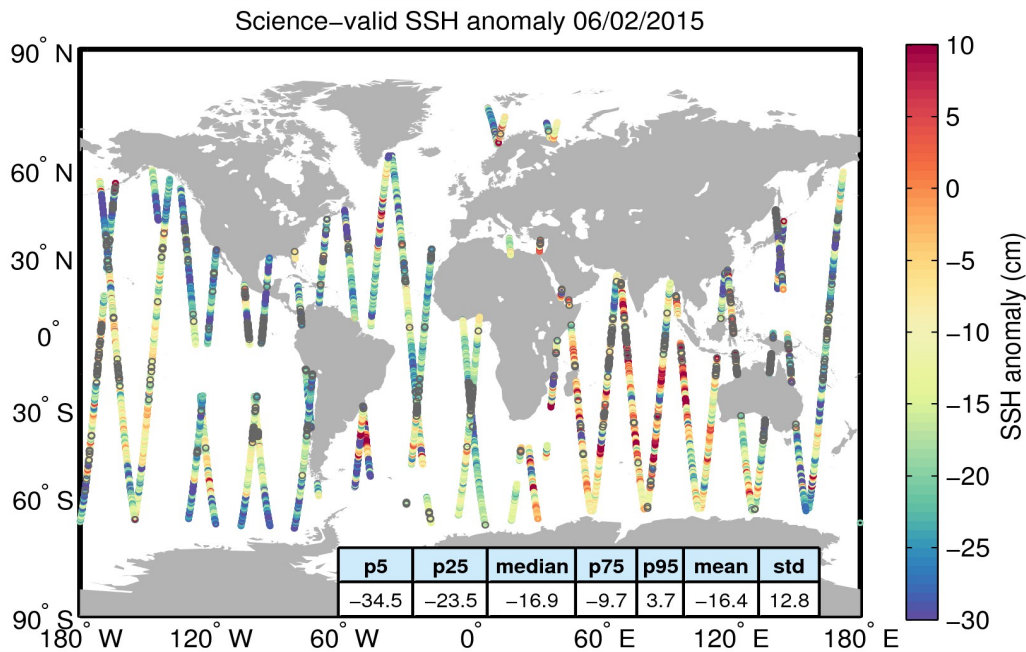 Science−valid SSH anomaly 06/02/2015
90° N
60° N
30° N
0°
30° S
60° S
90° S
180° W
120° W
60° W
0°
60° E
120° E
180° E
p5 p25 median p75 p95 mean std
−34.5 −23.5 −16.9 −9.7 3.7 −16.4 12.8
10
5
0
−5
−10
−15
−20
−25
−30
SSH anomaly (cm)